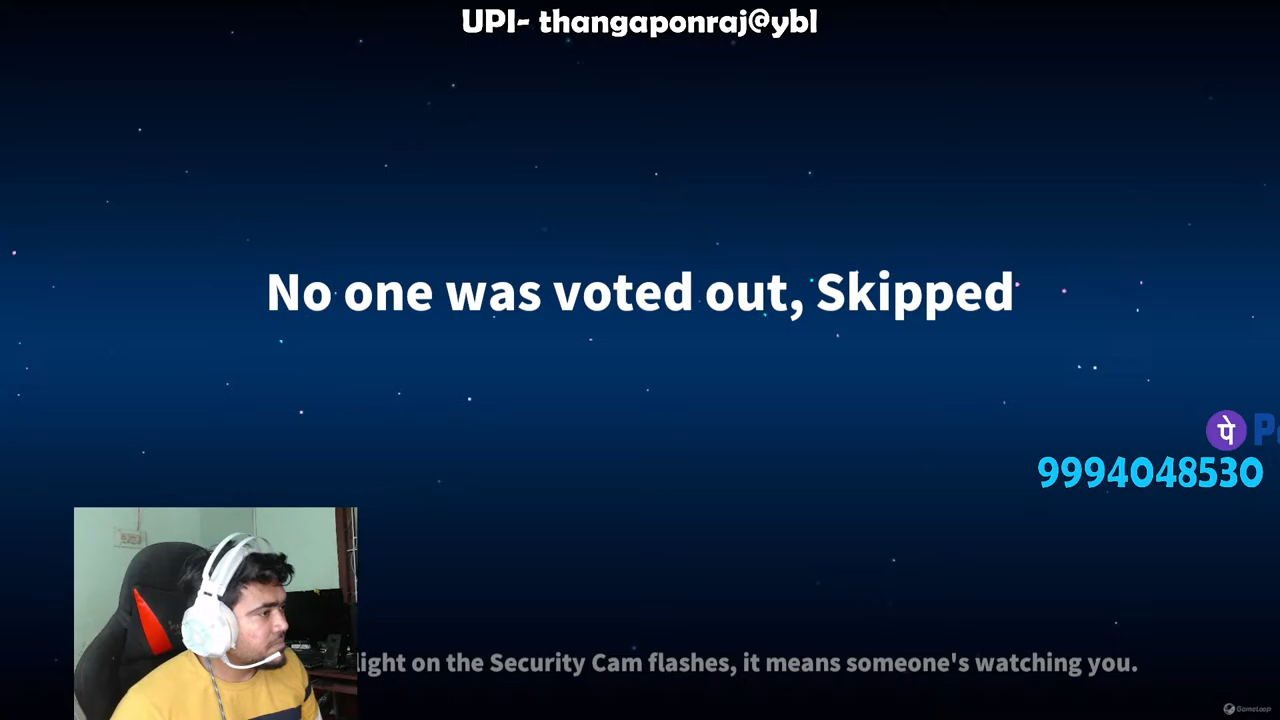 UPI- thangaponraj@ybl
No one was voted out, Skipped
पे
9994048530
light on the Security Cam flashes, it means someone's watching you.
GameLoop